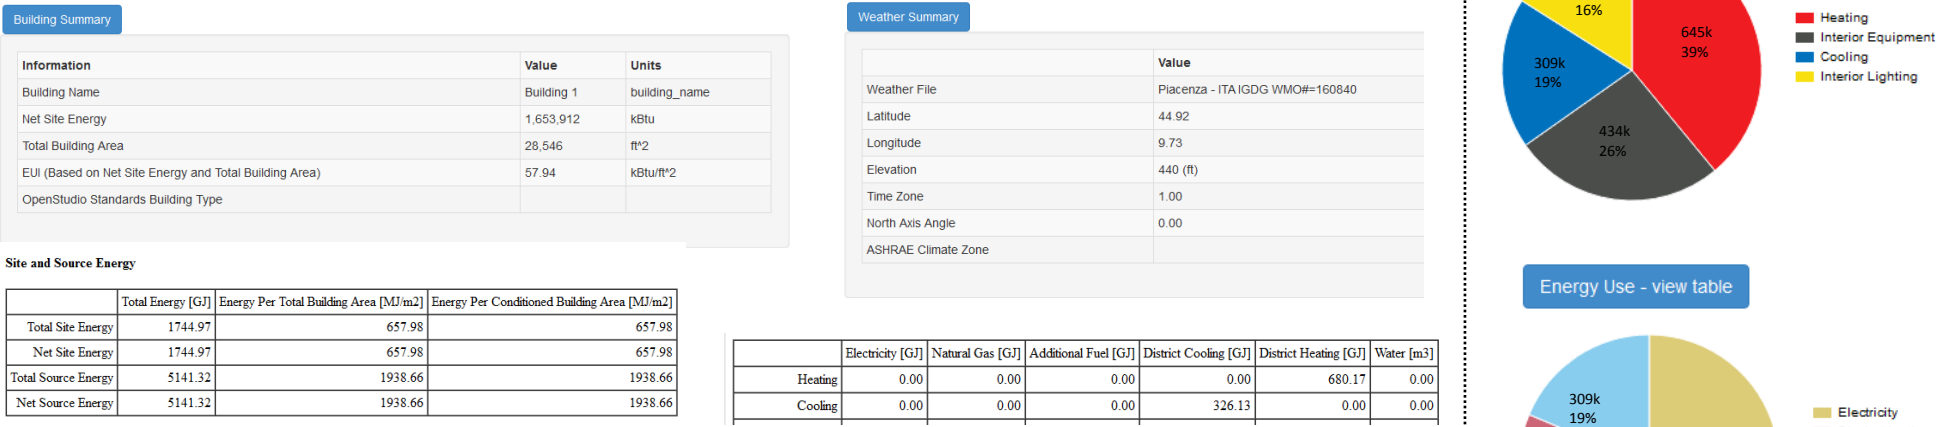 Building Summary
Information Value Units
Building Name Building 1 building_name
Net Site Energy 1,653,912 kBtu
Total Building Area 28,546 ft^2
EUI (Based on Net Site Energy and Total Building Area) 57.94 kBtu/ft^2
OpenStudio Standards Building Type
Site and Source Energy
Total Energy [GJ] Energy Per Total Building Area [MJ/m2] Energy Per Conditioned Building Area [MJ/m2]
Total Site Energy 1744.97 657.98 657.98
Net Site Energy 1744.97 657.98 657.98
Total Source Energy 5141.32 1938.66 1938.66
Net Source Energy 5141.32 1938.66 1938.66
Weather Summary
Value
Weather File Piacenza - ITA IGDG WMO#=160840
Latitude 44.92
Longitude 9.73
Elevation 440 (ft)
Time Zone 1.00
North Axis Angle 0.00
ASHRAE Climate Zone
Electricity [GJ] Natural Gas [GJ] Additional Fuel [GJ] District Cooling [GJ] District Heating [GJ] Water [m3]
Heating 0.00 0.00 0.00 0.00 680.17 0.00
Cooling 0.00 0.00 0.00 326.13 0.00 0.00
16%
645k
39%
309k
19%
434k
26%
Heating
Interior Equipment
Cooling
Interior Lighting
Energy Use - view table
309k
19%
Electricity